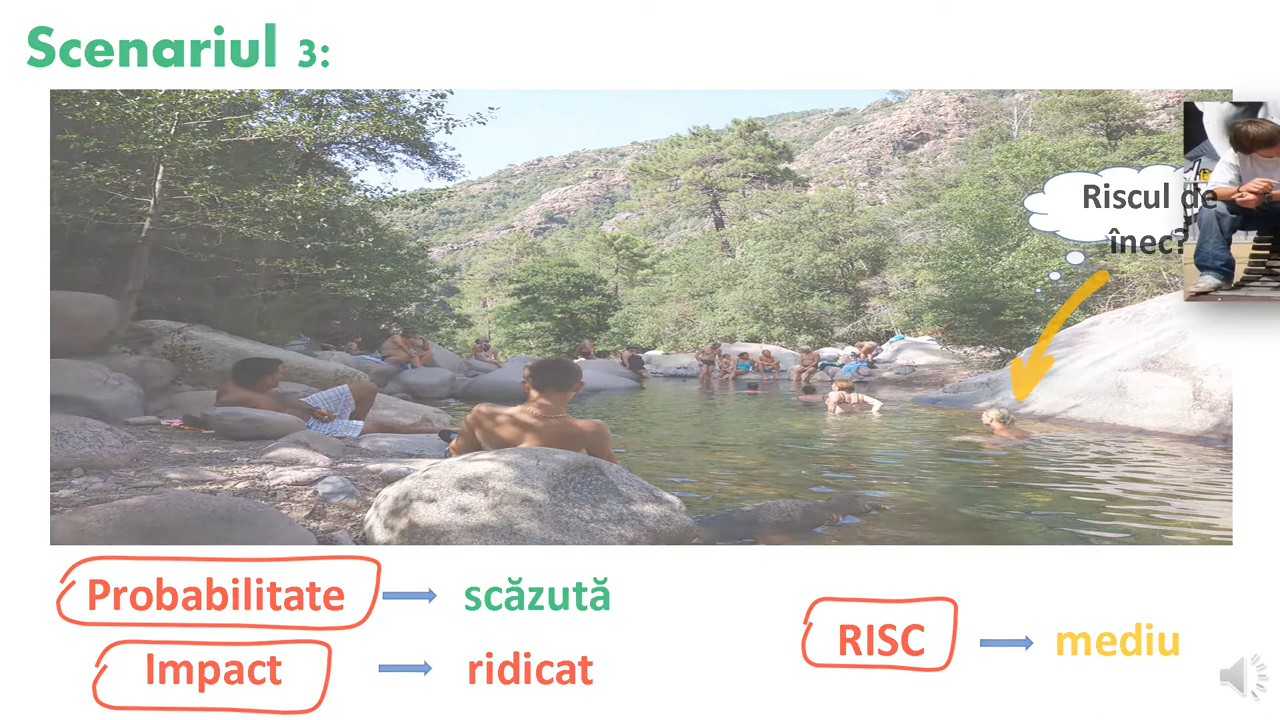 Scenariul 3:
Riscul de
înec?
Probabilitate
scăzută
Impact
ridicat
RISC
mediu